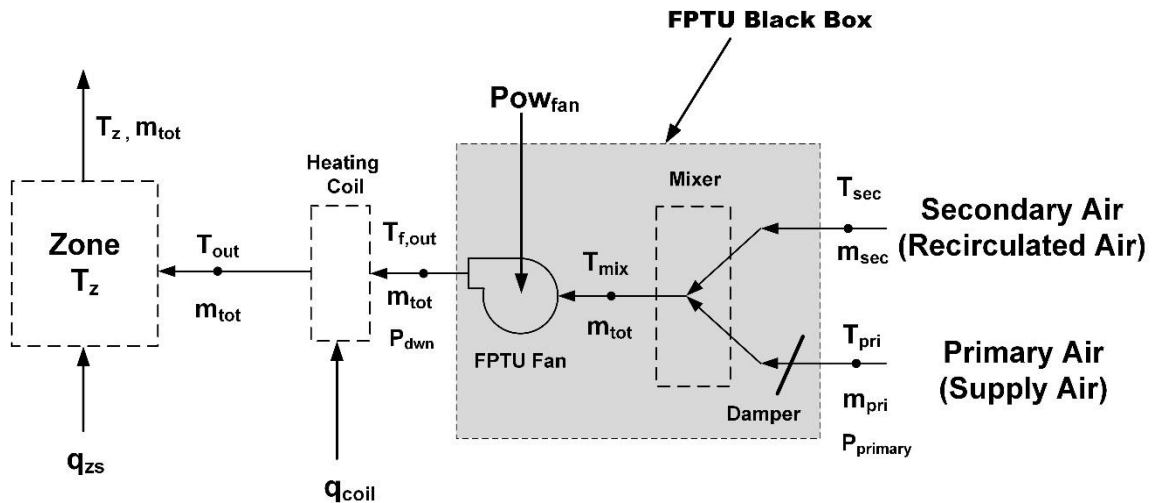 FPTU Black Box
Pow_fan
T_z , m_tot
Heating
Coil
Mixer
T_sec
Secondary Air
(Recirculated Air)
m_sec
Zone
T_z
T_out
m_tot
T_f,out
m_tot
P_dwn
T_mix
m_tot
FPTU Fan
T_pri
Primary Air
(Supply Air)
m_pri
Damper
P_primary
q_zs
q_coil